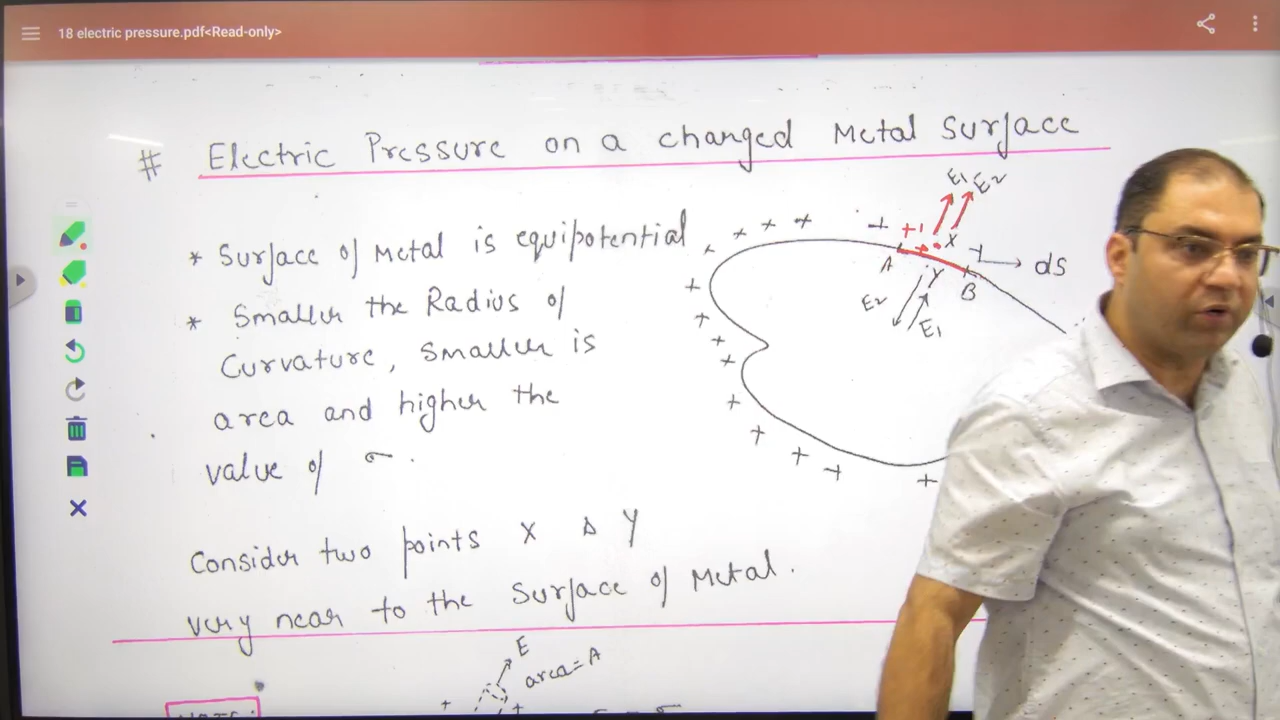 18 electric pressure.pdf<Read-only>
# Electric Pressure on a changed Metal Surface
* Surface of Metal is equipotential
* Smaller the Radius of
Curvature, smaller is
area and higher the
value of σ.
E1 E2
+1
X
A
Y
B
dS
E2
E1
Consider two points X & Y
very near to the surface of Metal.
E
area = A